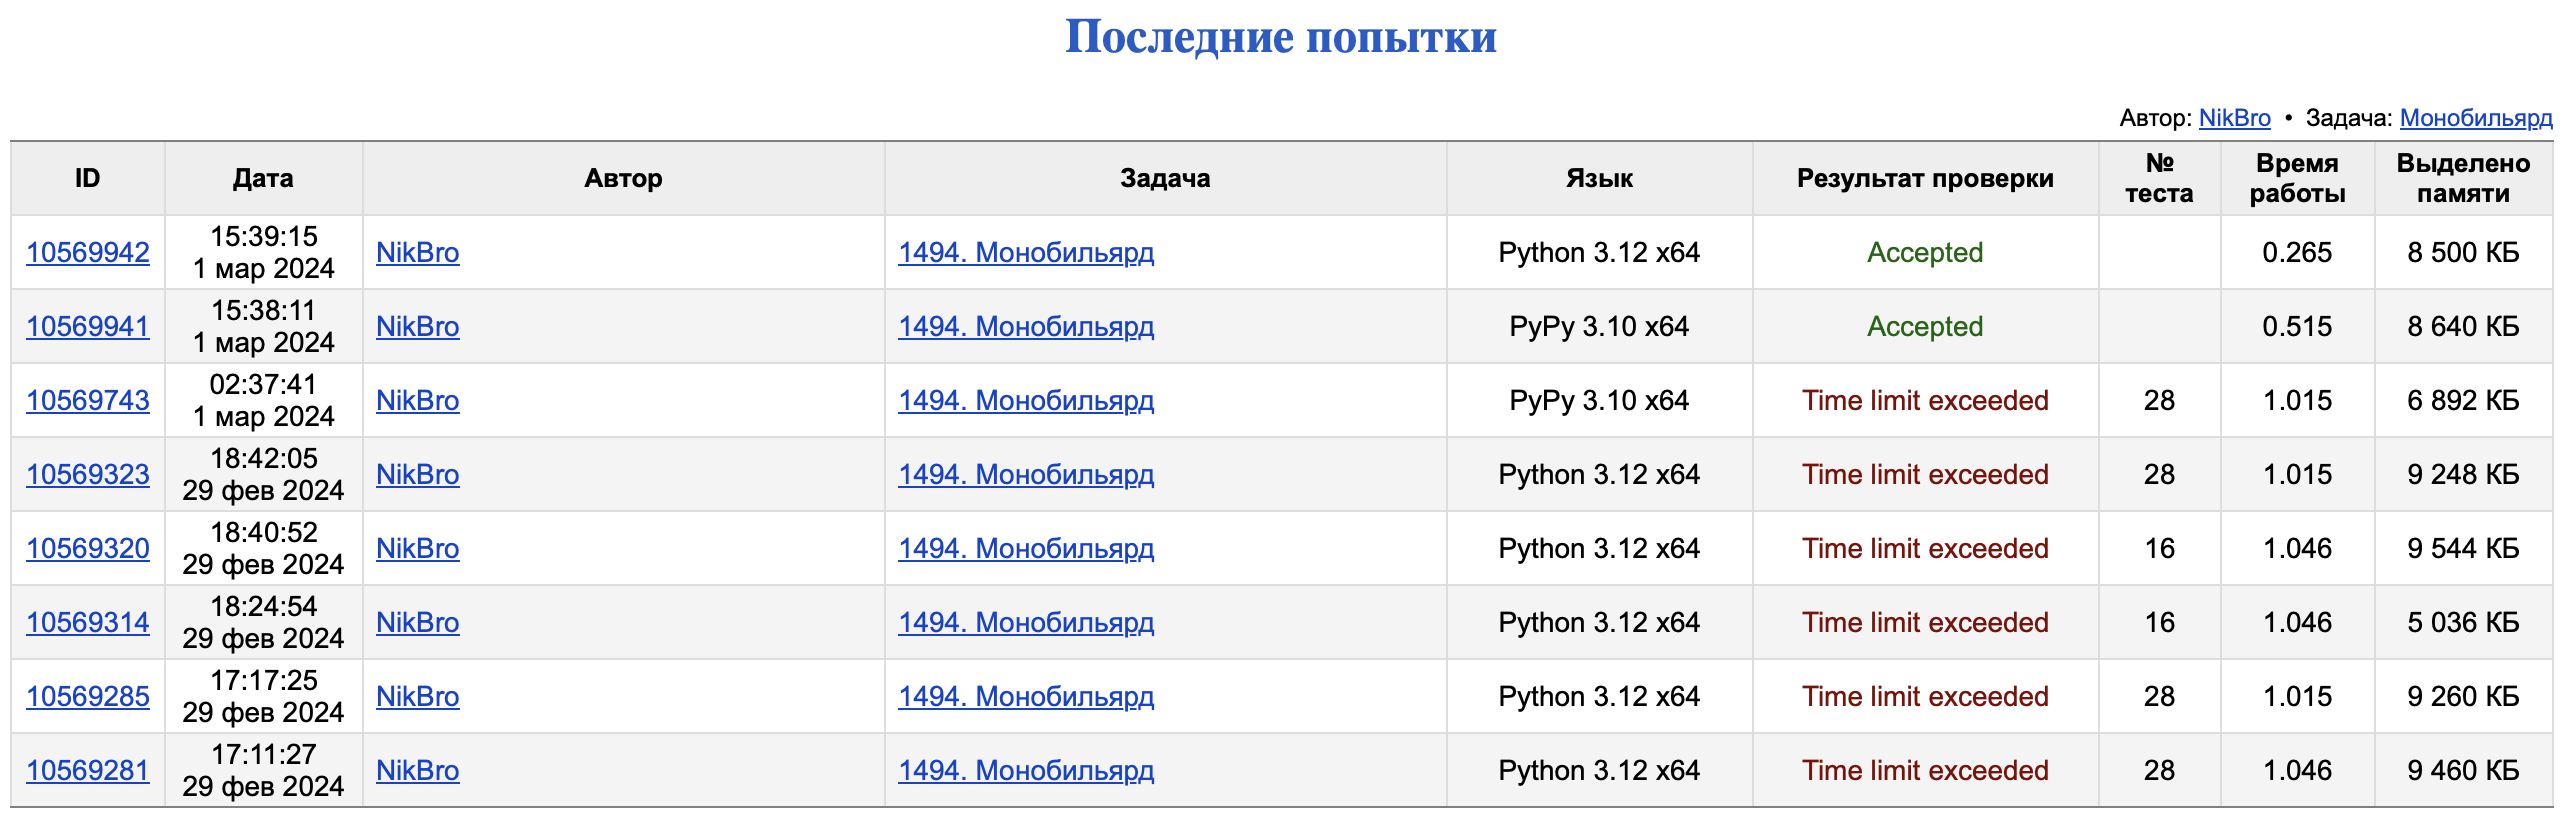 Последние попытки
Автор: NikBro • Задача: Монобильярд
ID Дата Автор Задача Язык Результат проверки № теста Время работы Выделено памяти
10569942 15:39:15 1 мар 2024 NikBro 1494. Монобильярд Python 3.12 x64 Accepted 0.265 8 500 КБ
10569941 15:38:11 1 мар 2024 NikBro 1494. Монобильярд PyPy 3.10 x64 Accepted 0.515 8 640 КБ
10569743 02:37:41 1 мар 2024 NikBro 1494. Монобильярд PyPy 3.10 x64 Time limit exceeded 28 1.015 6 892 КБ
10569323 18:42:05 29 фев 2024 NikBro 1494. Монобильярд Python 3.12 x64 Time limit exceeded 28 1.015 9 248 КБ
10569320 18:40:52 29 фев 2024 NikBro 1494. Монобильярд Python 3.12 x64 Time limit exceeded 16 1.046 9 544 КБ
10569314 18:24:54 29 фев 2024 NikBro 1494. Монобильярд Python 3.12 x64 Time limit exceeded 16 1.046 5 036 КБ
10569285 17:17:25 29 фев 2024 NikBro 1494. Монобильярд Python 3.12 x64 Time limit exceeded 28 1.015 9 260 КБ
10569281 17:11:27 29 фев 2024 NikBro 1494. Монобильярд Python 3.12 x64 Time limit exceeded 28 1.046 9 460 КБ